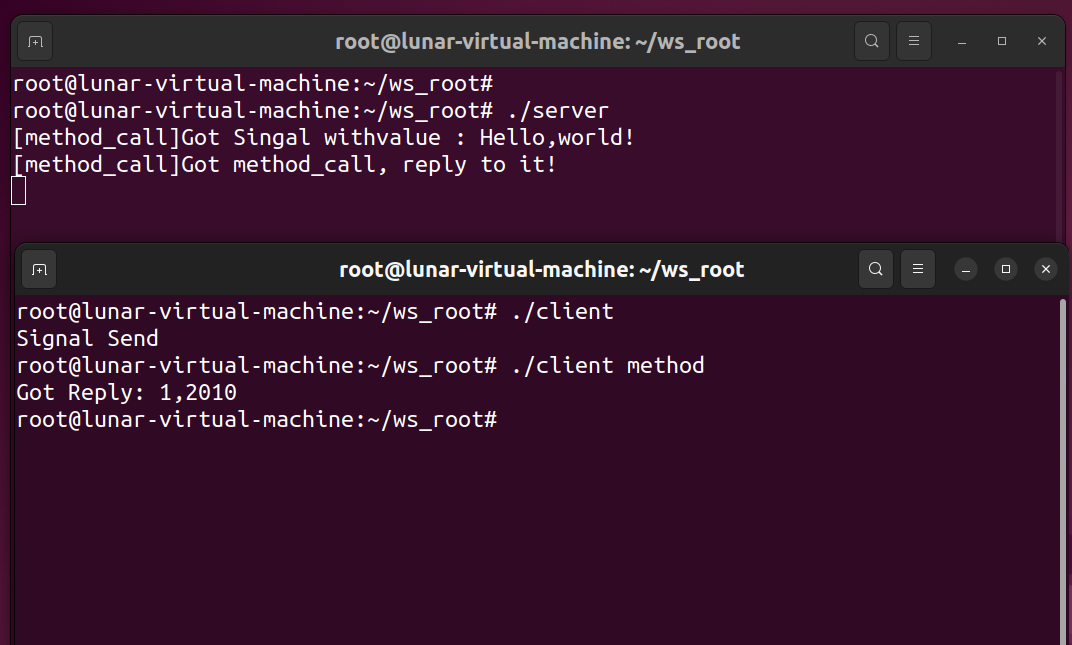 root@lunar-virtual-machine: ~/ws_root
root@lunar-virtual-machine:~/ws_root#
root@lunar-virtual-machine:~/ws_root# ./server
[method_call]Got Singal withvalue : Hello,world!
[method_call]Got method_call, reply to it!
root@lunar-virtual-machine: ~/ws_root
root@lunar-virtual-machine:~/ws_root# ./client
Signal Send
root@lunar-virtual-machine:~/ws_root# ./client method
Got Reply: 1,2010
root@lunar-virtual-machine:~/ws_root#